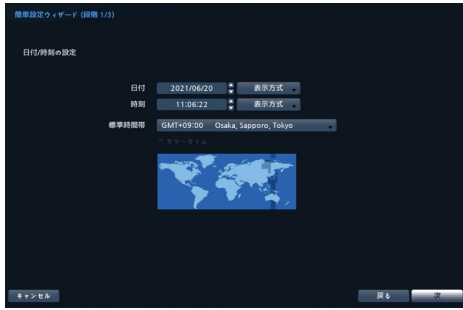 簡単設定ウィザード (段階 1/3)
日付/時刻の設定
日付 2021/06/20 表示方式
時刻 11:06:22 表示方式
標準時間帯 GMT+09:00 Osaka, Sapporo, Tokyo
サマータイム
キャンセル 戻る 次